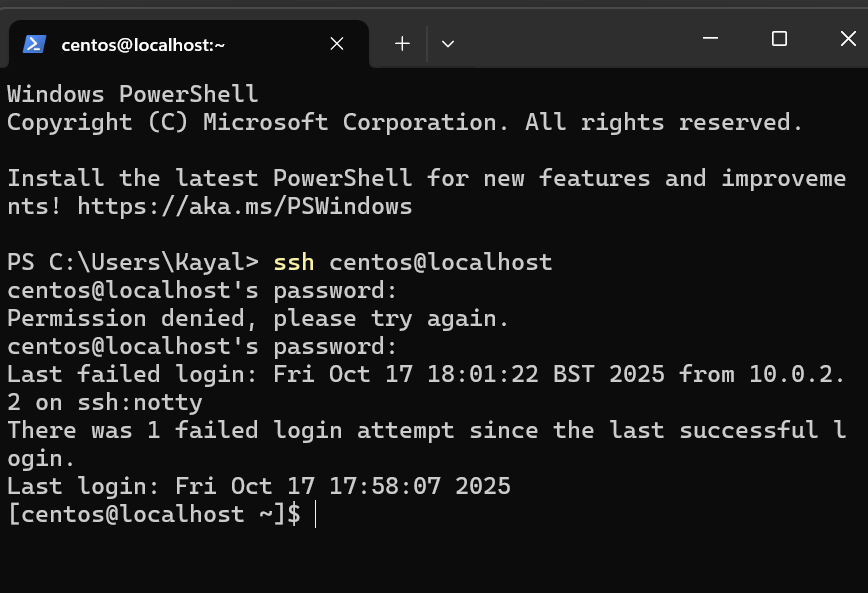 centos@localhost:~
Windows PowerShell
Copyright (C) Microsoft Corporation. All rights reserved.
Install the latest PowerShell for new features and improveme
nts! https://aka.ms/PSWindows
PS C:\Users\Kayal> ssh centos@localhost
centos@localhost's password:
Permission denied, please try again.
centos@localhost's password:
Last failed login: Fri Oct 17 18:01:22 BST 2025 from 10.0.2.
2 on ssh:notty
There was 1 failed login attempt since the last successful l
ogin.
Last login: Fri Oct 17 17:58:07 2025
[centos@localhost ~]$